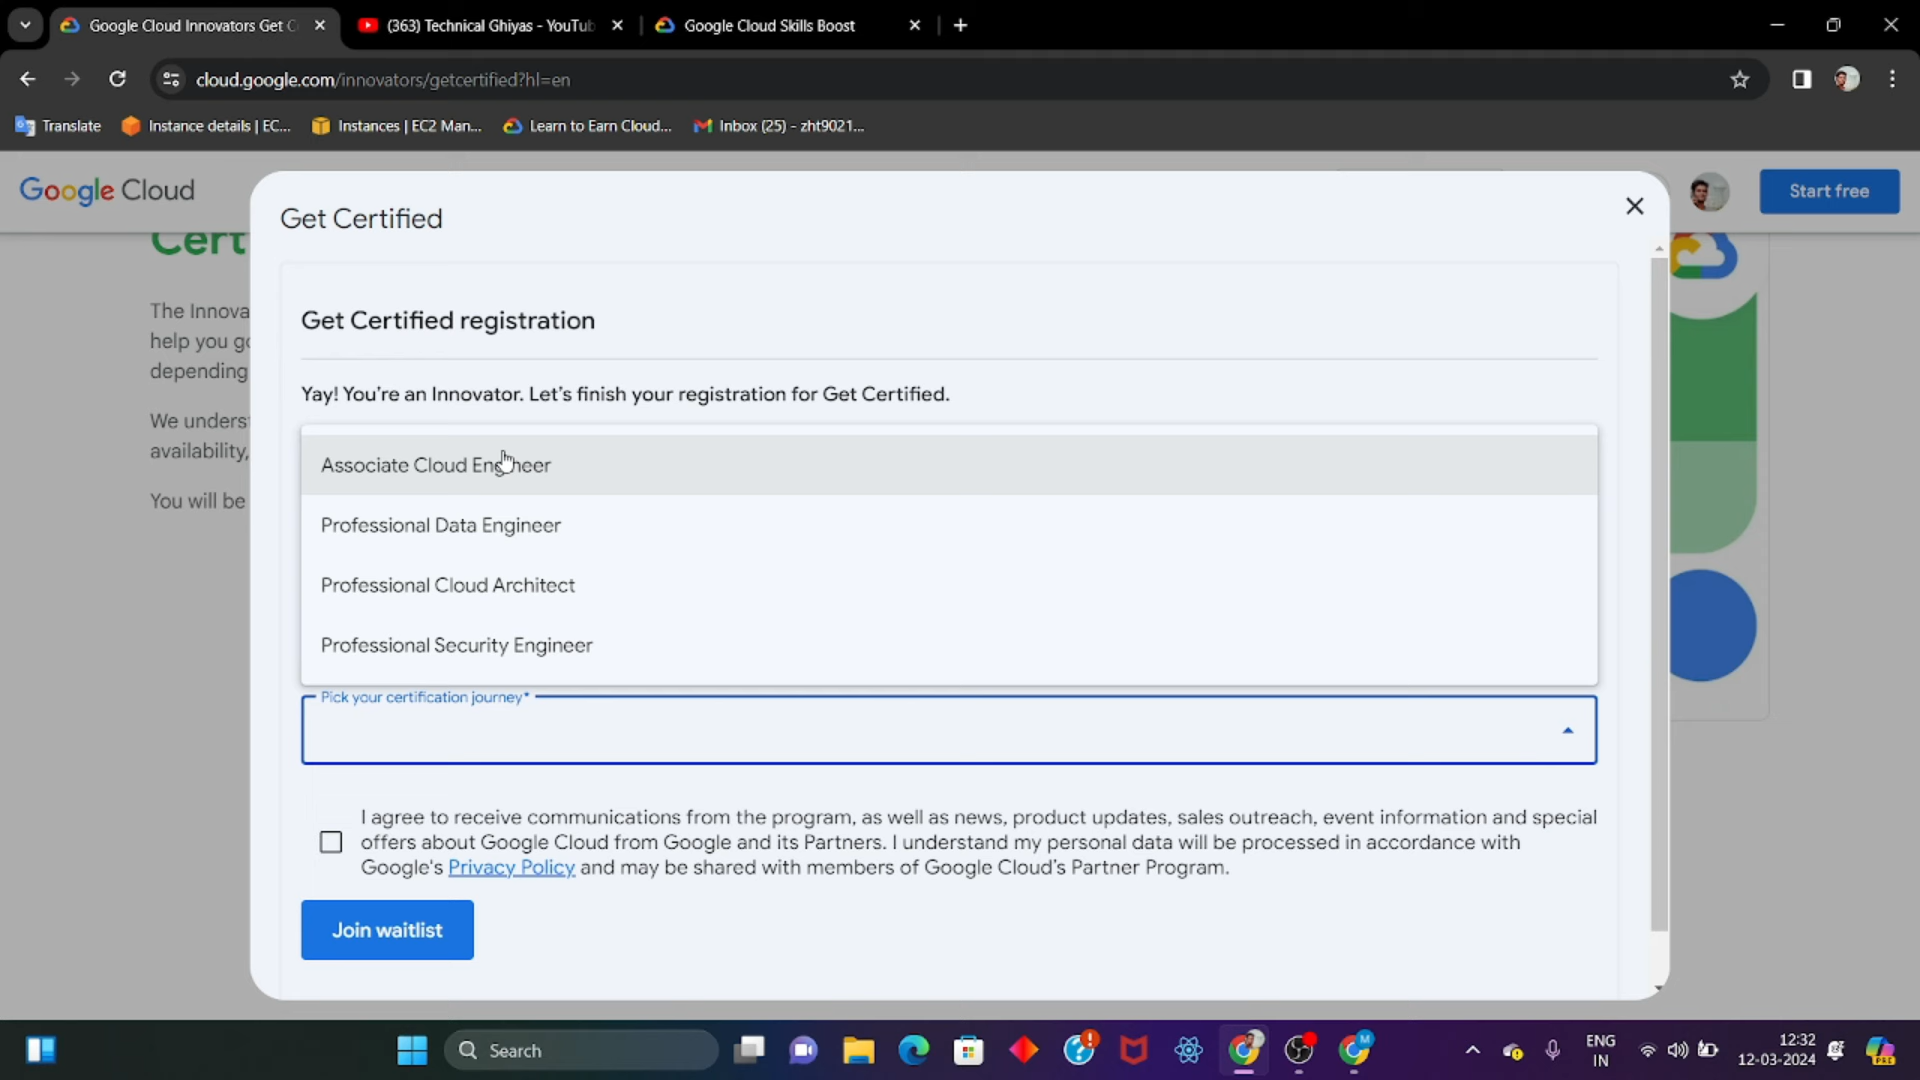 Google Cloud Innovators Get C
(363) Technical Ghiyas - YouTub
Google Cloud Skills Boost
cloud.google.com/innovators/getcertified?hl=en
Translate
Instance details | EC...
Instances | EC2 Man...
Learn to Earn Cloud...
Inbox (25) - zht9021...
Google Cloud
Start free
Get Certified
Cert
The Innova
help you go
depending
We unders
availability,
You will be
Get Certified registration
Yay! You're an Innovator. Let's finish your registration for Get Certified.
Associate Cloud Engineer
Professional Data Engineer
Professional Cloud Architect
Professional Security Engineer
Pick your certification journey*
I agree to receive communications from the program, as well as news, product updates, sales outreach, event information and special
offers about Google Cloud from Google and its Partners. I understand my personal data will be processed in accordance with
Google's Privacy Policy and may be shared with members of Google Cloud's Partner Program.
Join waitlist
Search
ENG
IN
12:32
12-03-2024